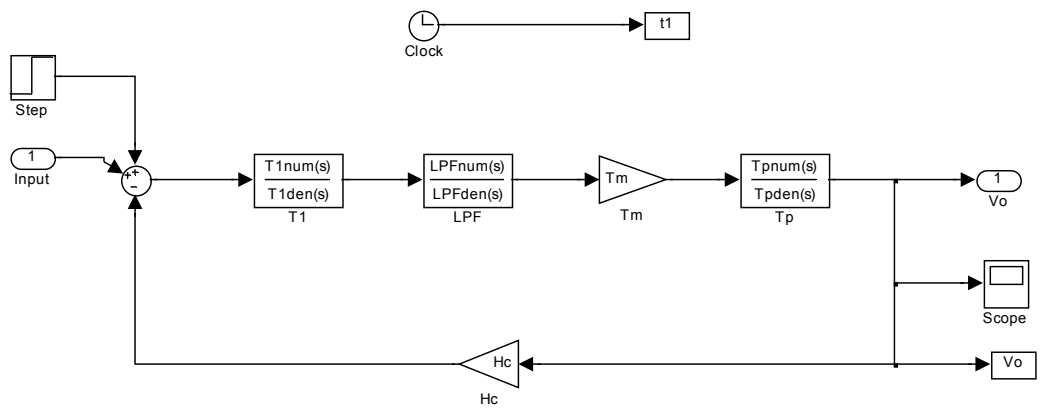 t1
Clock
Step
1
Input
++
-
T1num(s)
T1den(s)
T1
LPFnum(s)
LPFden(s)
LPF
Tm
Tm
Tpnum(s)
Tpden(s)
Tp
1
Vo
Scope
Hc
Hc
Vo